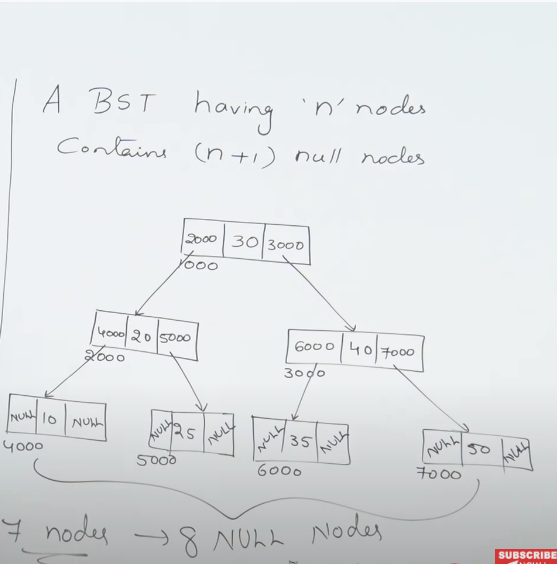 A BST having 'n' nodes
Contains (n+1) null nodes
2000 30 3000
1000
4000 20 5000
2000
6000 40 7000
3000
NULL 10 NULL
4000
NULL 25 NULL
5000
NULL 35 NULL
6000
NULL 50 NULL
7000
7 nodes → 8 NULL Nodes
SUBSCRIBE